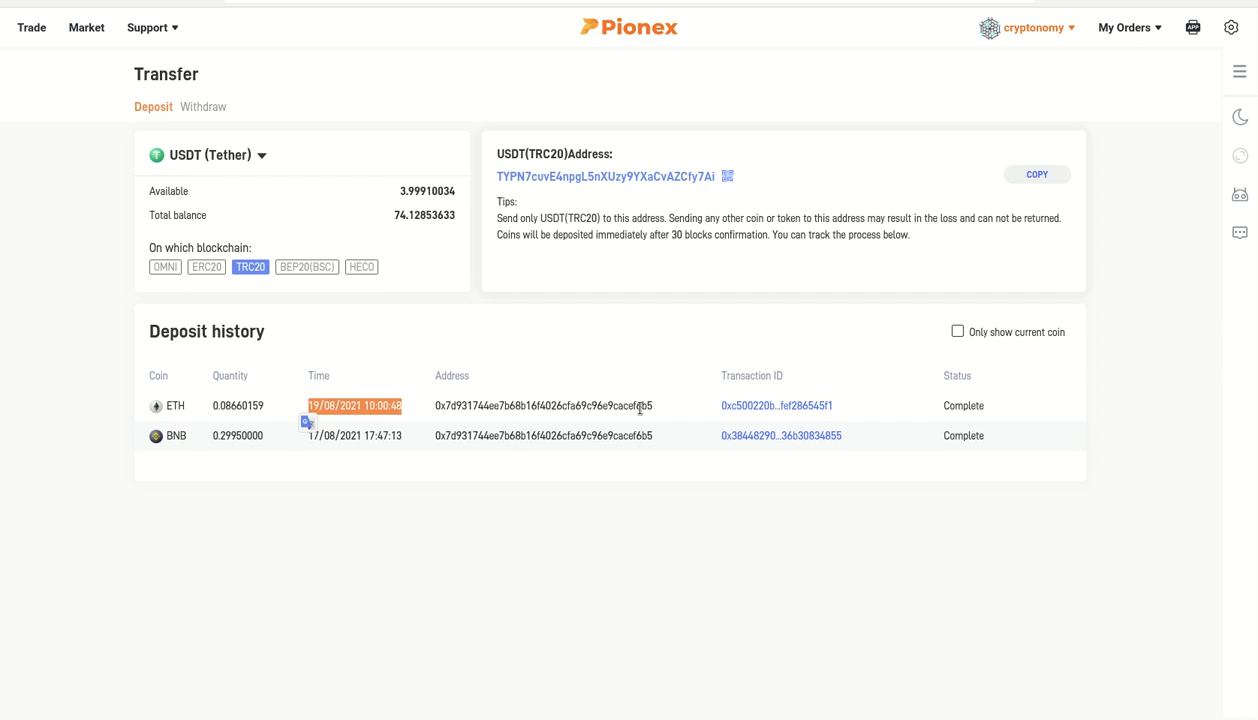 Trade Market Support Pionex cryptonomy My Orders APP
Transfer
Deposit Withdraw
USDT (Tether)
Available 3.99910034
Total balance 74.12853633
On which blockchain:
OMNI ERC20 TRC20 BEP20(BSC) HECO
USDT(TRC20)Address:
TYPN7cuvE4npgL5nXUzy9YXaCvAZCfy7Ai
COPY
Tips:
Send only USDT(TRC20) to this address. Sending any other coin or token to this address may result in the loss and can not be returned.
Coins will be deposited immediately after 30 blocks confirmation. You can track the process below.
Deposit history Only show current coin
Coin Quantity Time Address Transaction ID Status
ETH 0.08660159 19/08/2021 10:00:48 0x7d931744ee7b68b16f4026cfa69c96e9cacef6b5 0xc500220b...fef286545f1 Complete
BNB 0.29950000 17/08/2021 17:47:13 0x7d931744ee7b68b16f4026cfa69c96e9cacef6b5 0x38448290...36b30834855 Complete